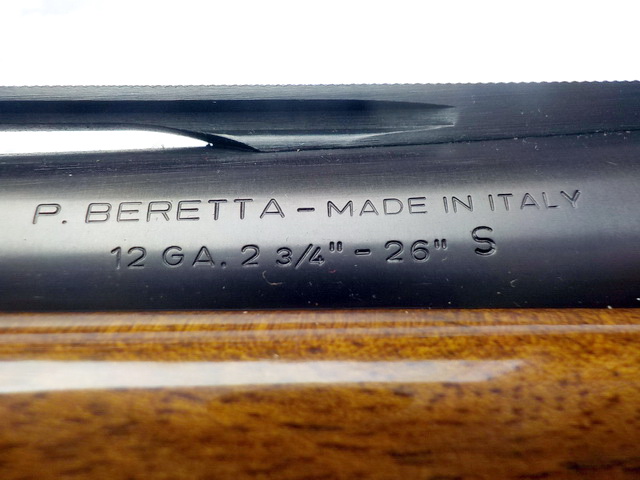 P. BERETTA – MADE IN ITALY
12 GA. 2 3/4" – 26" S